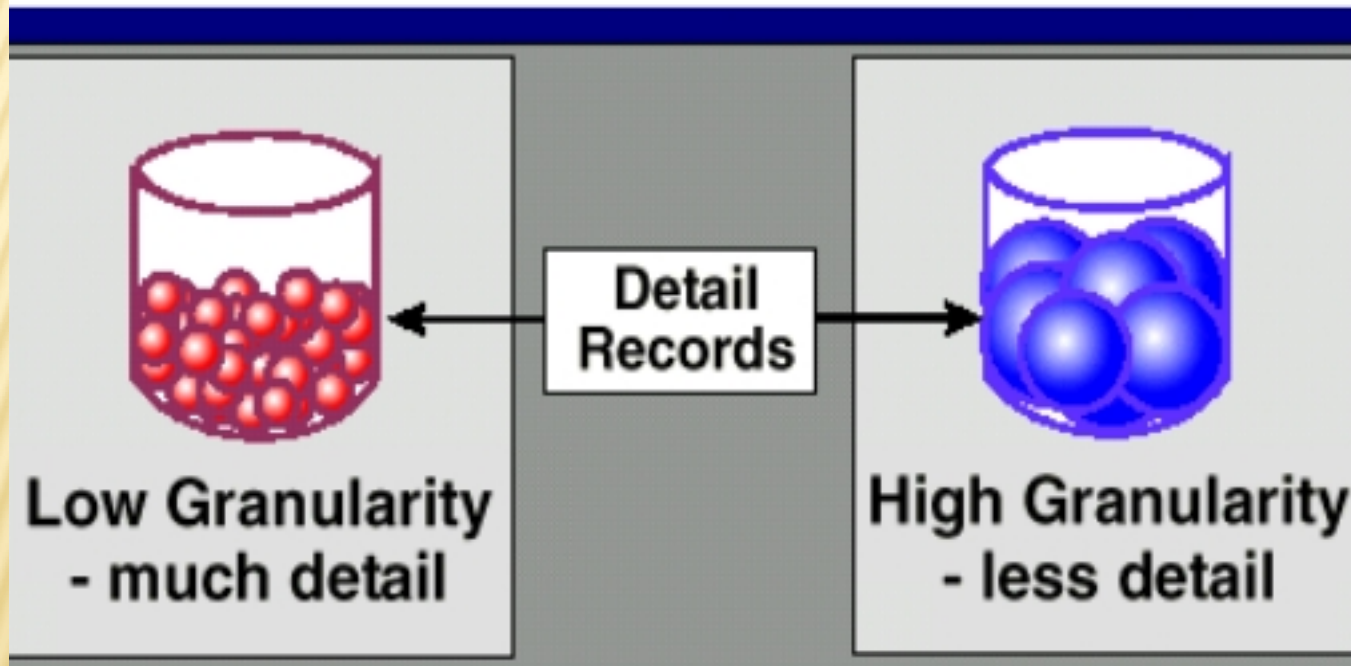 Detail
Records
Low Granularity
- much detail
High Granularity
- less detail